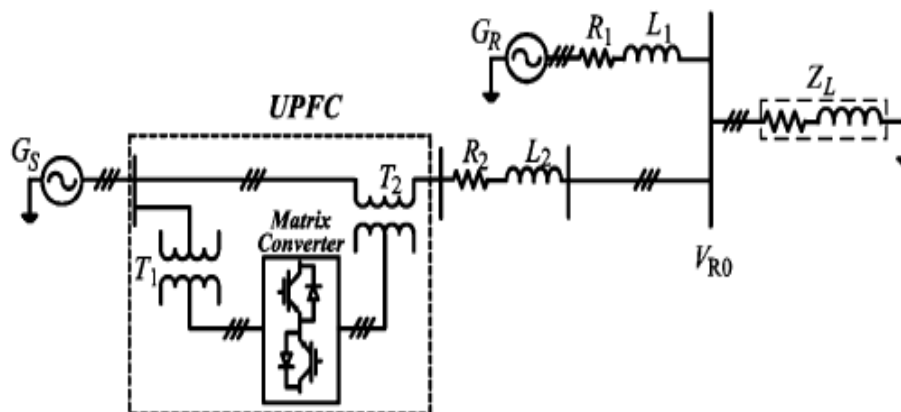 G_R
R_1
L_1
Z_L
UPFC
G_S
R_2
L_2
T_2
Matrix
Converter
T_1
V_R0